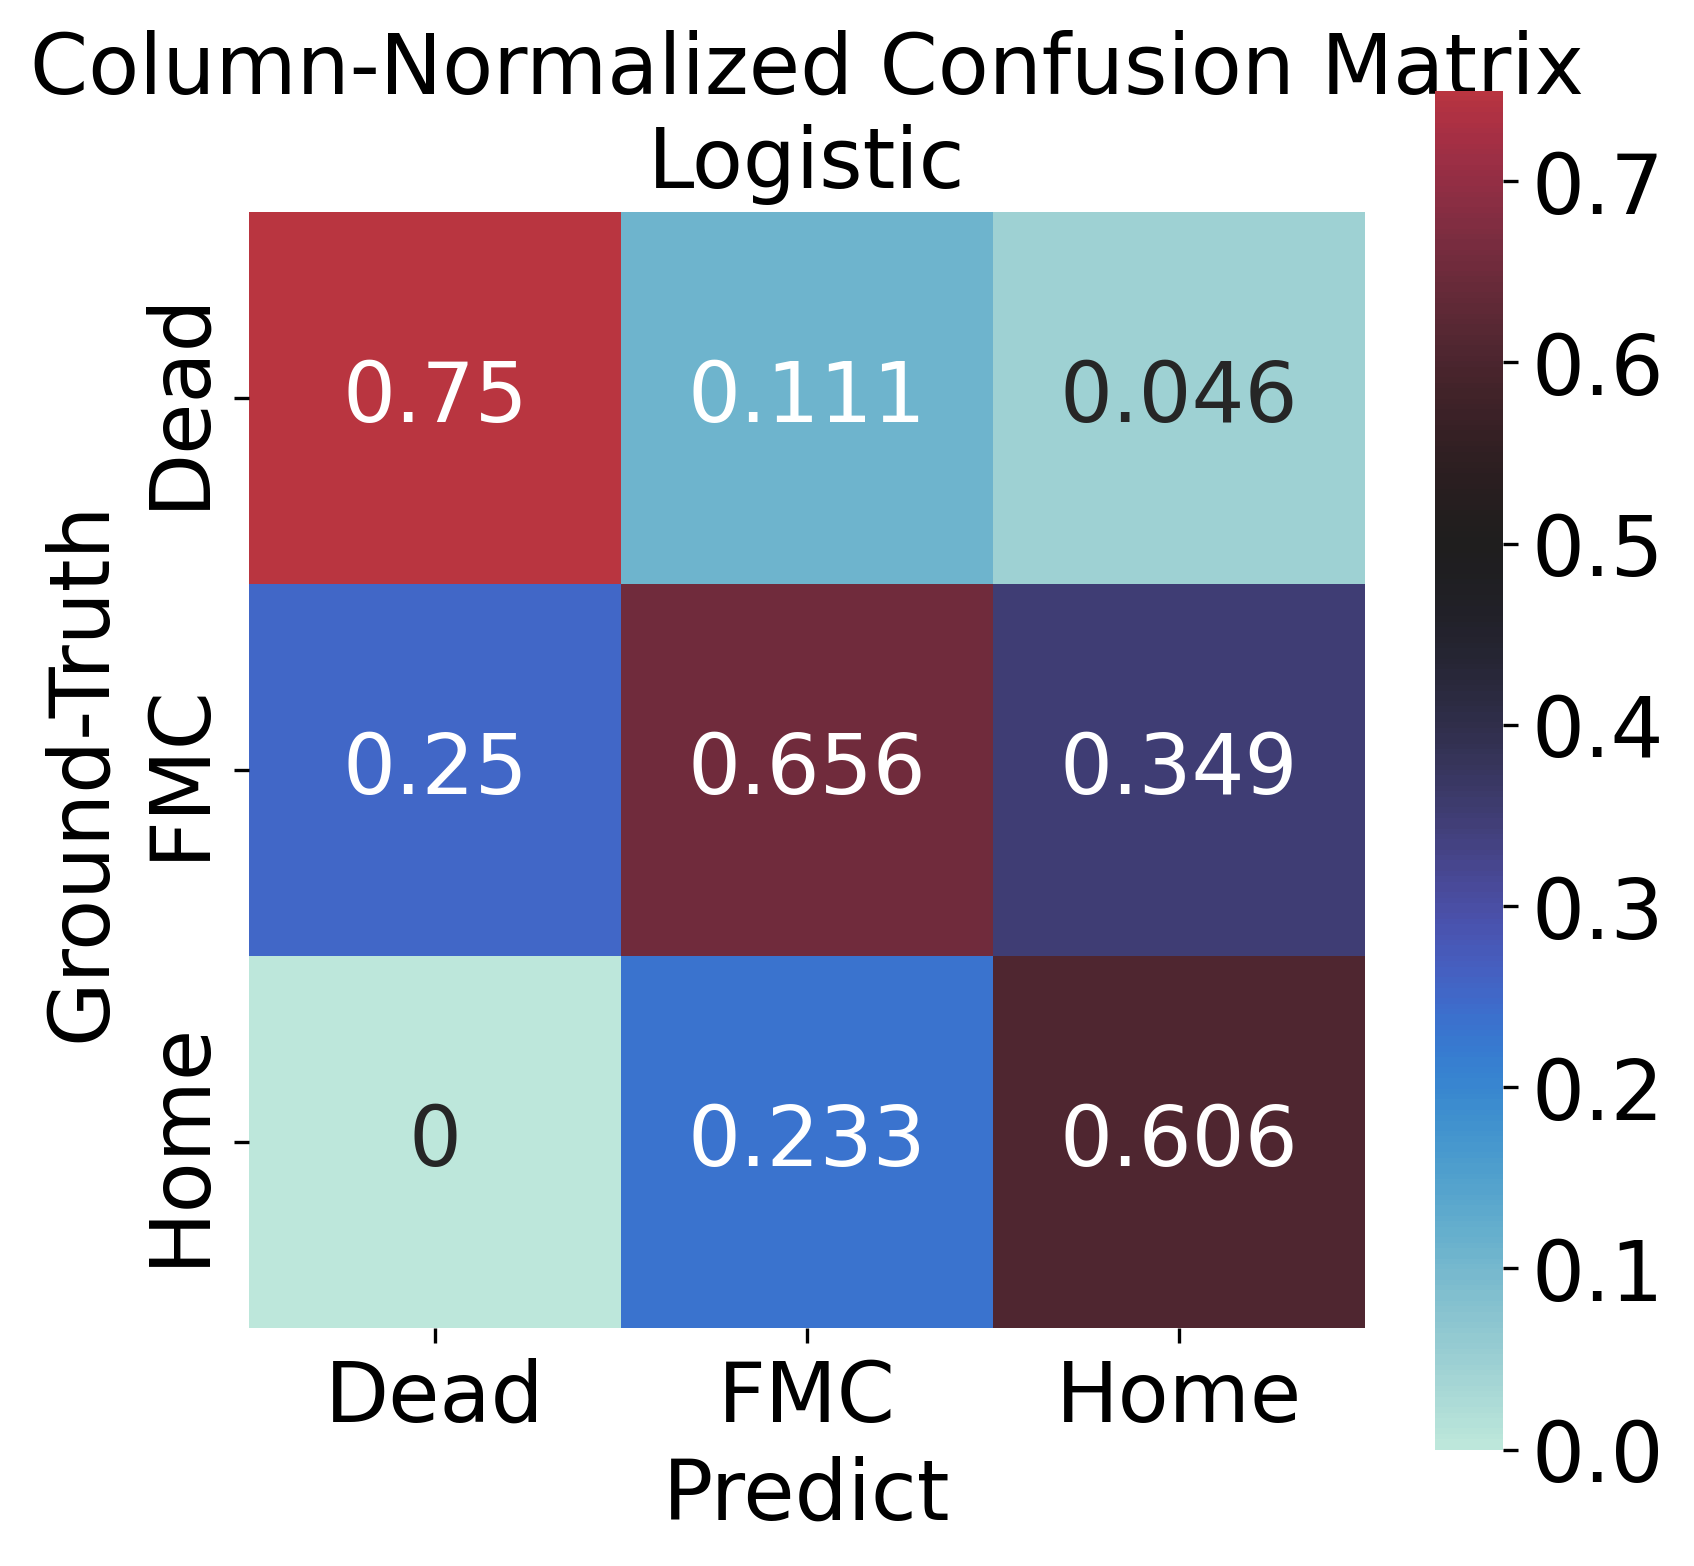 Column-Normalized Confusion Matrix
Logistic
Ground-Truth
Dead
0.75 0.111 0.046
FMC
0.25 0.656 0.349
Home
0 0.233 0.606
Dead FMC Home
Predict
0.7
0.6
0.5
0.4
0.3
0.2
0.1
0.0